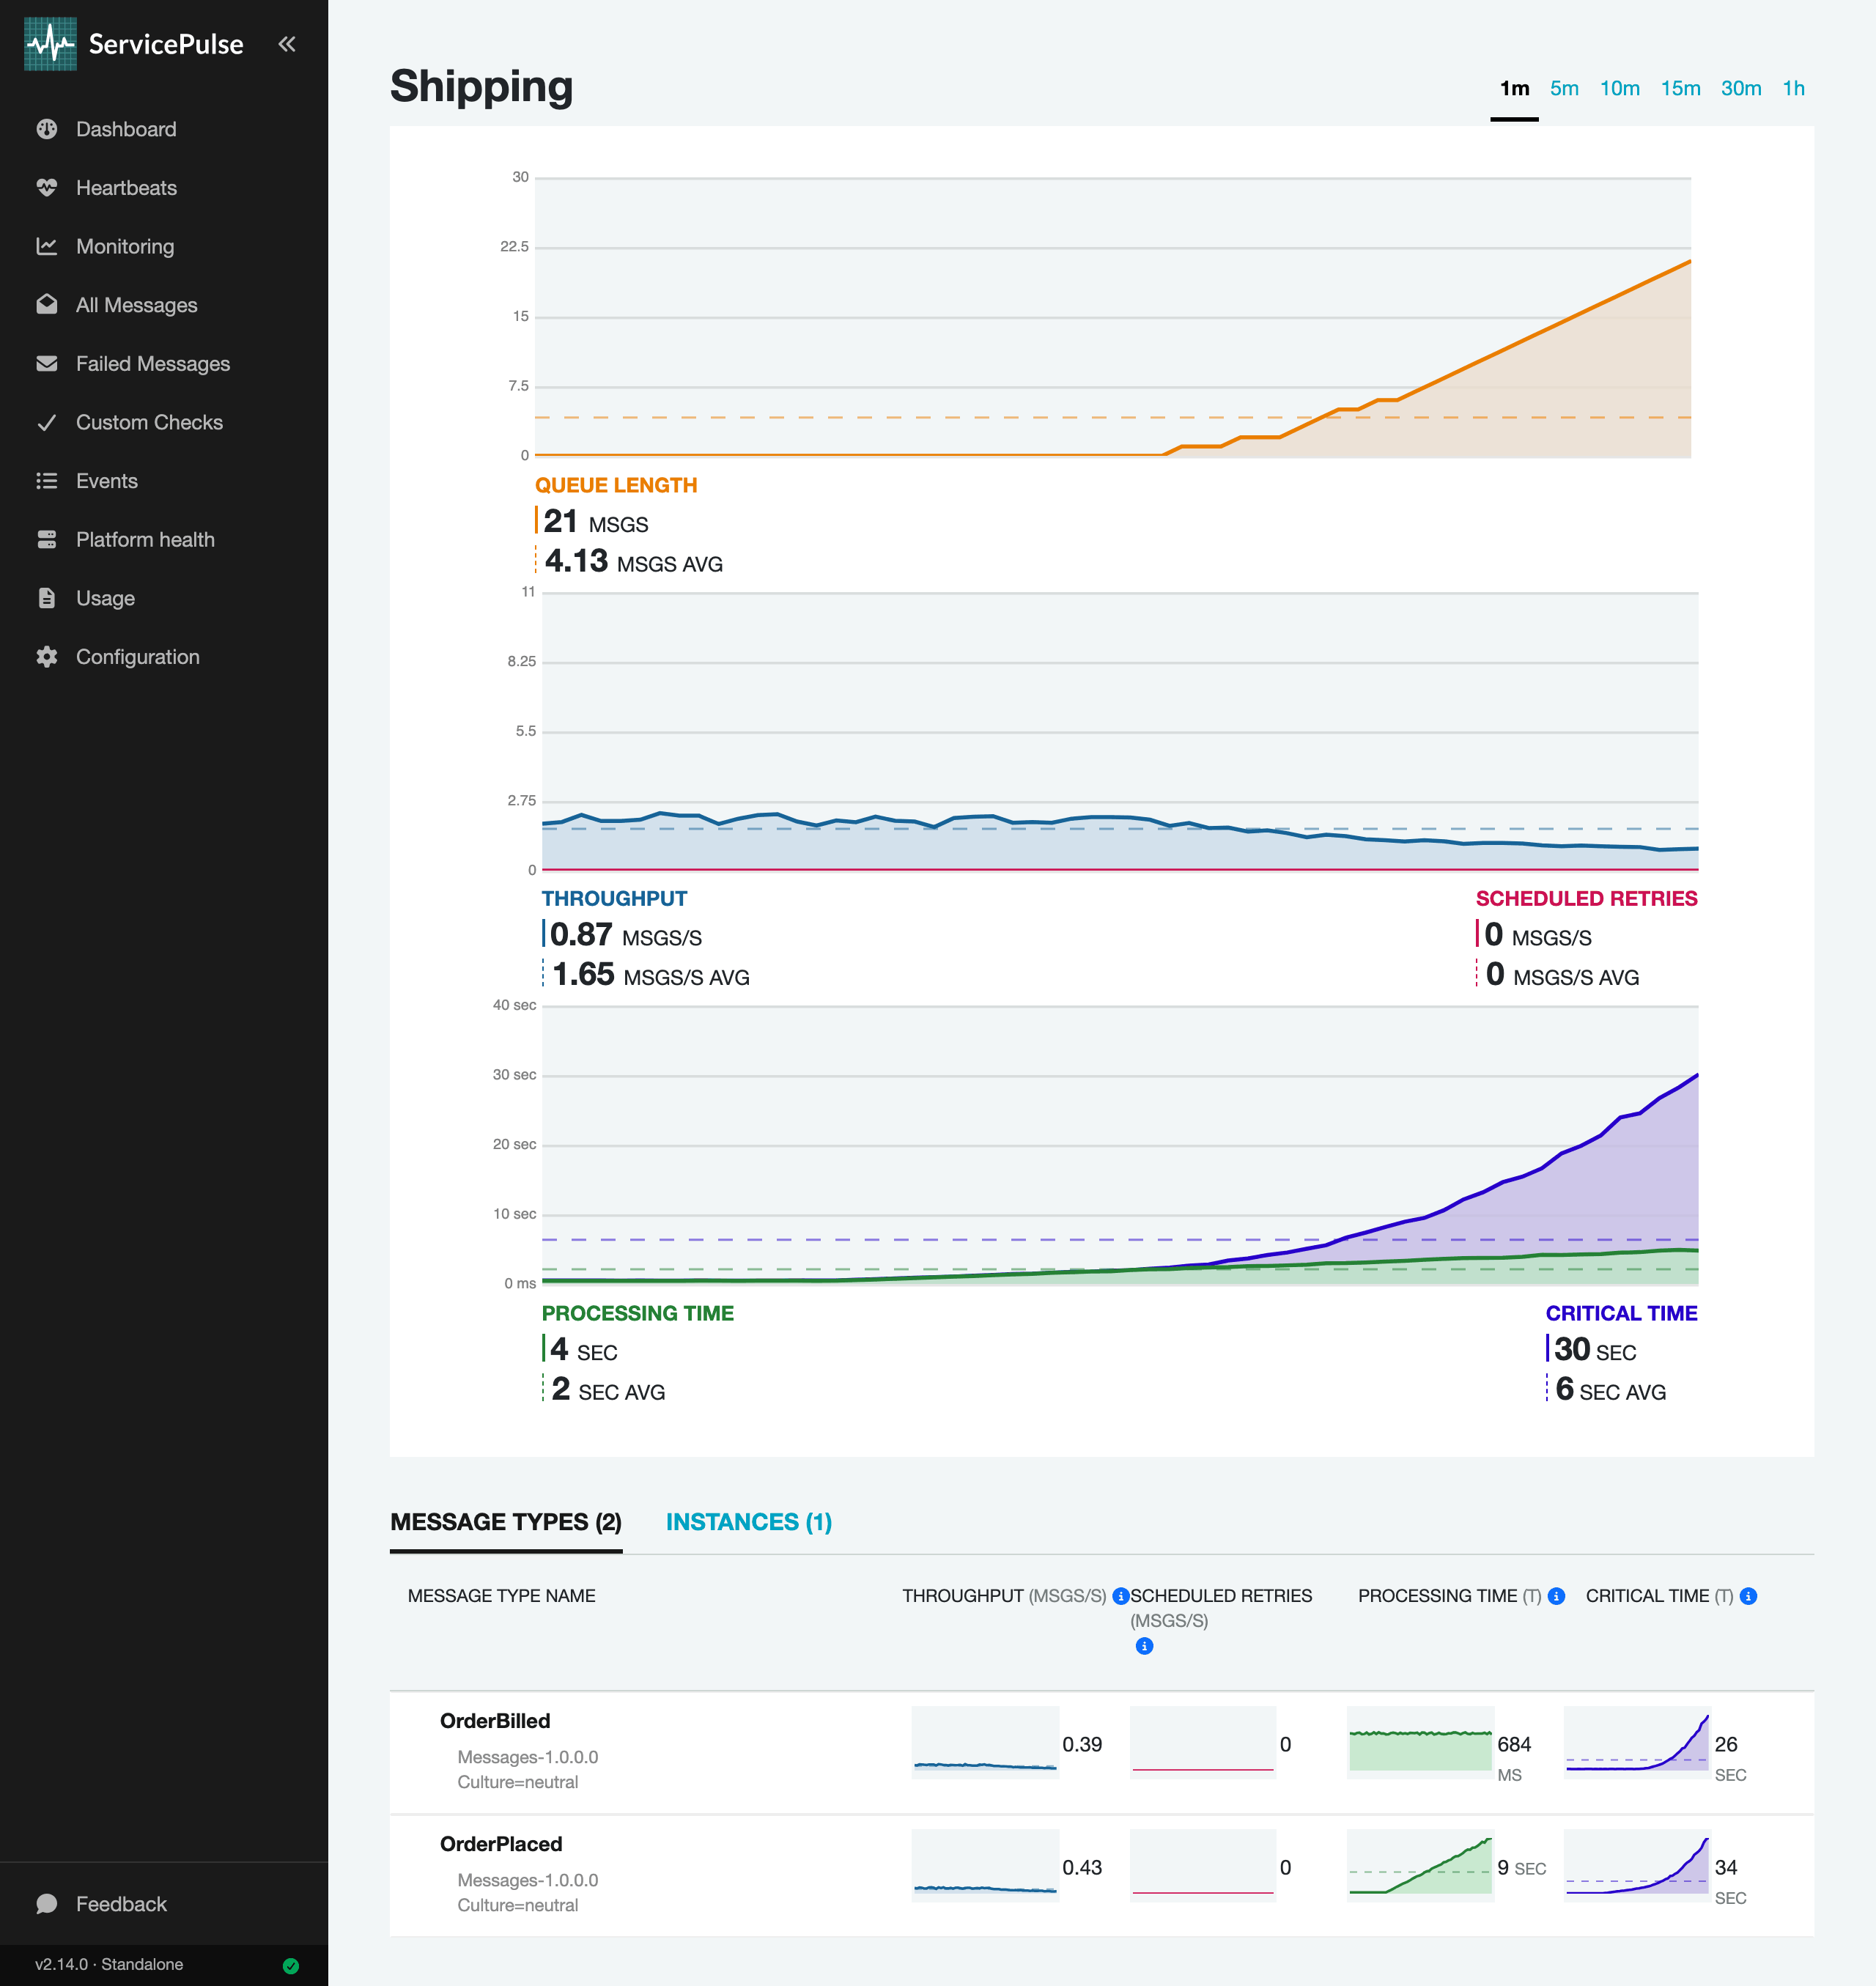 ServicePulse
Dashboard
Heartbeats
Monitoring
All Messages
Failed Messages
Custom Checks
Events
Platform health
Usage
Configuration
Feedback
v2.14.0 · Standalone
Shipping
1m 5m 10m 15m 30m 1h
30
22.5
15
7.5
0
QUEUE LENGTH
21 MSGS
4.13 MSGS AVG
11
8.25
5.5
2.75
0
THROUGHPUT
0.87 MSGS/S
1.65 MSGS/S AVG
SCHEDULED RETRIES
0 MSGS/S
0 MSGS/S AVG
40 sec
30 sec
20 sec
10 sec
0 ms
PROCESSING TIME
4 SEC
2 SEC AVG
CRITICAL TIME
30 SEC
6 SEC AVG
MESSAGE TYPES (2) INSTANCES (1)
MESSAGE TYPE NAME THROUGHPUT (MSGS/S) SCHEDULED RETRIES (MSGS/S) PROCESSING TIME (T) CRITICAL TIME (T)
OrderBilled
Messages-1.0.0.0
Culture=neutral
0.39
0
684 MS
26 SEC
OrderPlaced
Messages-1.0.0.0
Culture=neutral
0.43
0
9 SEC
34 SEC